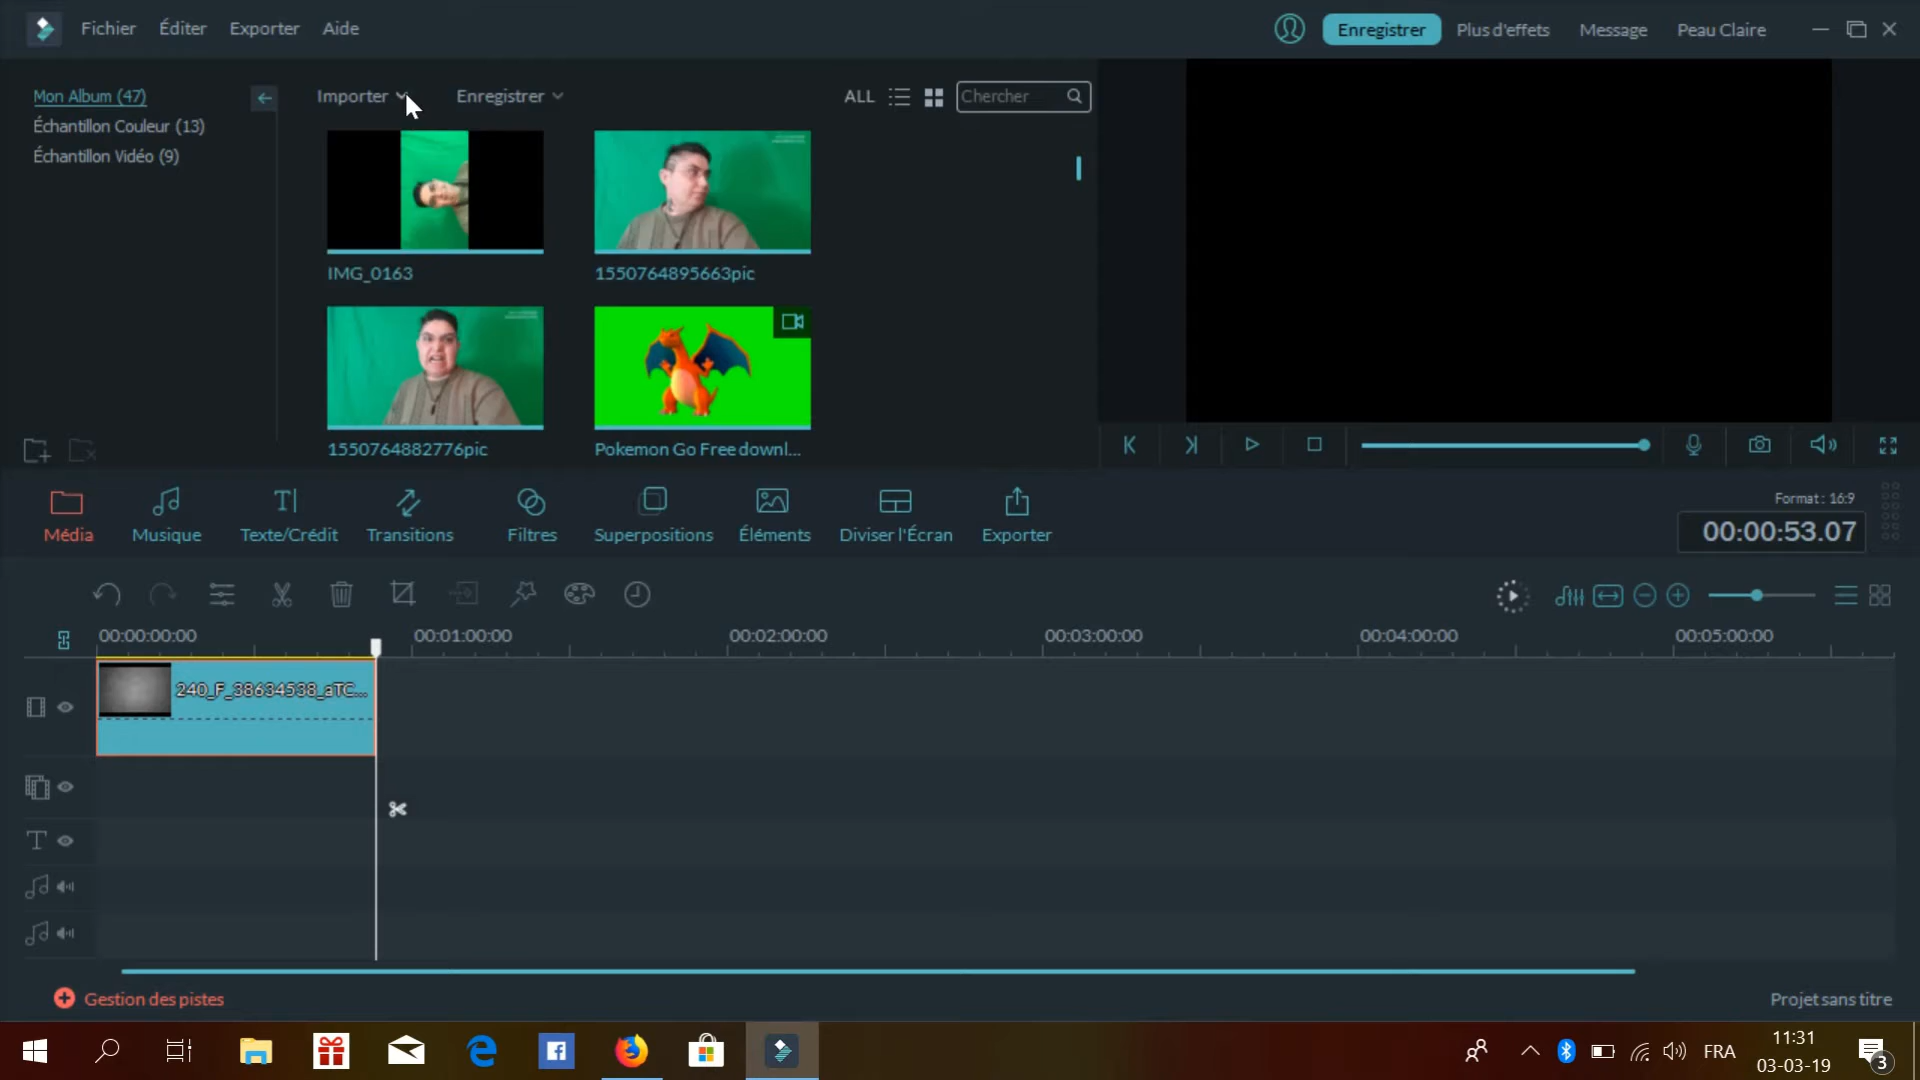 Fichier Éditer Exporter Aide
Enregistrer Plus d'effets Message Peau Claire
Mon Album (47)
Échantillon Couleur (13)
Échantillon Vidéo (9)
Importer Enregistrer ALL Chercher
IMG_0163 1550764895663pic
1550764882776pic Pokemon Go Free downl...
Média Musique Texte/Crédit Transitions Filtres Superpositions Éléments Diviser l'Écran Exporter
Format : 16:9
00:00:53.07
00:00:00:00 00:01:00:00 00:02:00:00 00:03:00:00 00:04:00:00 00:05:00:00
240_F_38634538_aTC...
Gestion des pistes Projet sans titre
FRA
11:31
03-03-19
3